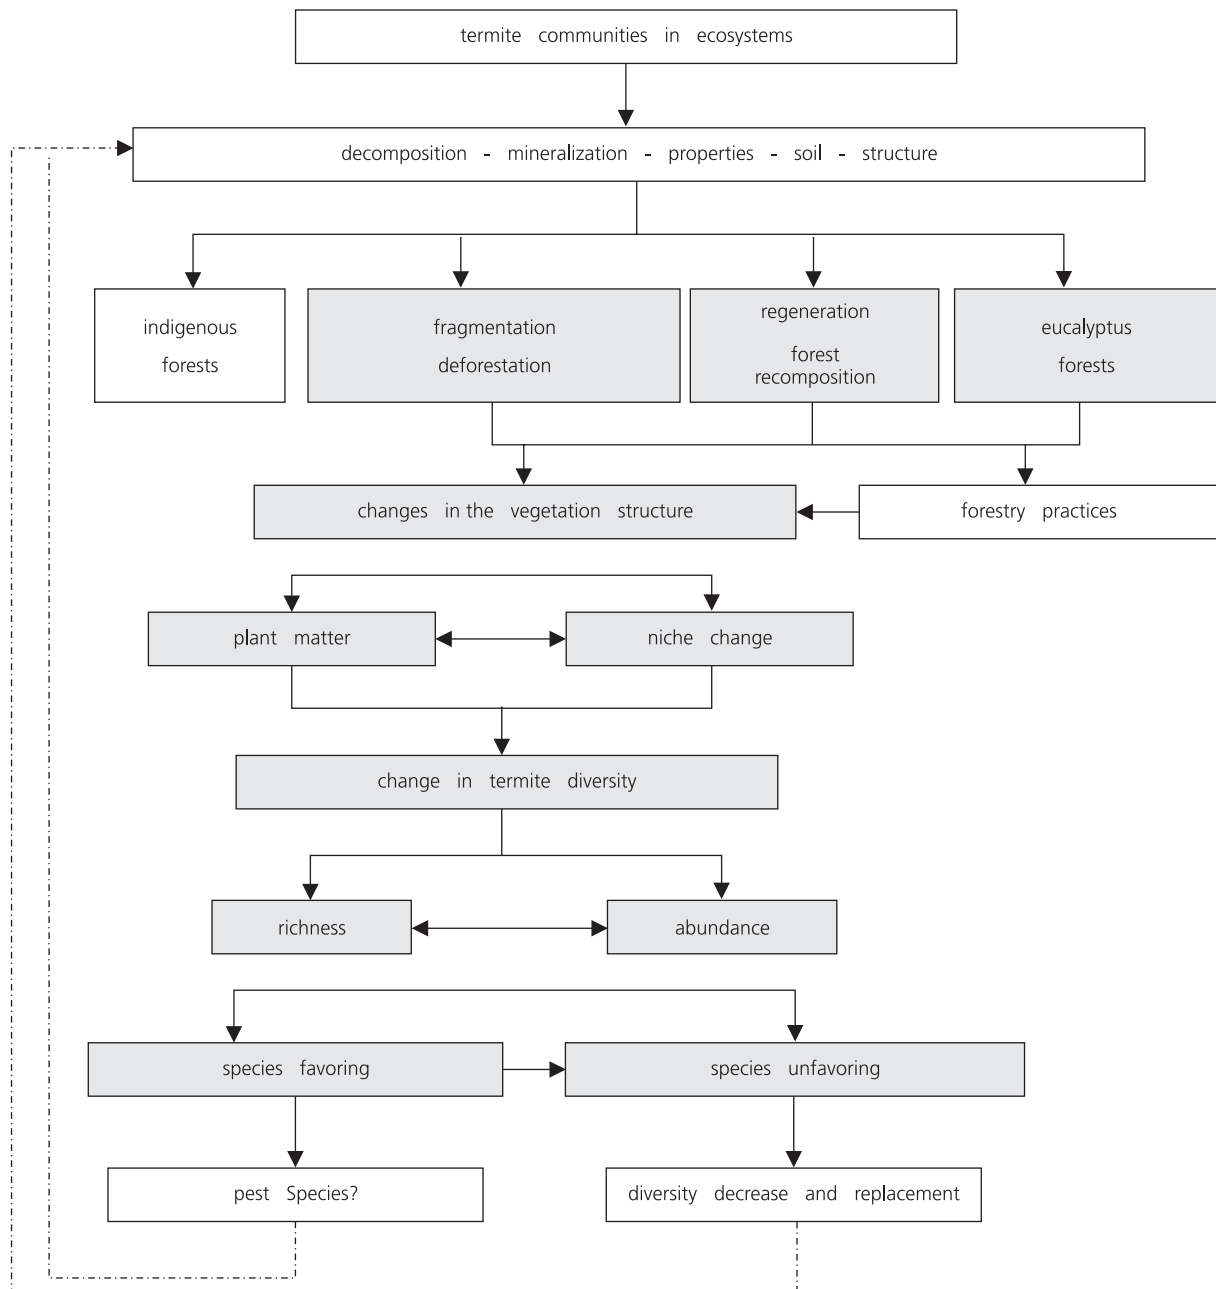 termite communities in ecosystems
decomposition - mineralization - properties - soil - structure
indigenous
forests
fragmentation
deforestation
regeneration
forest
recomposition
eucalyptus
forests
changes in the vegetation structure
forestry practices
plant matter
niche change
change in termite diversity
richness
abundance
species favoring
species unfavoring
pest Species?
diversity decrease and replacement